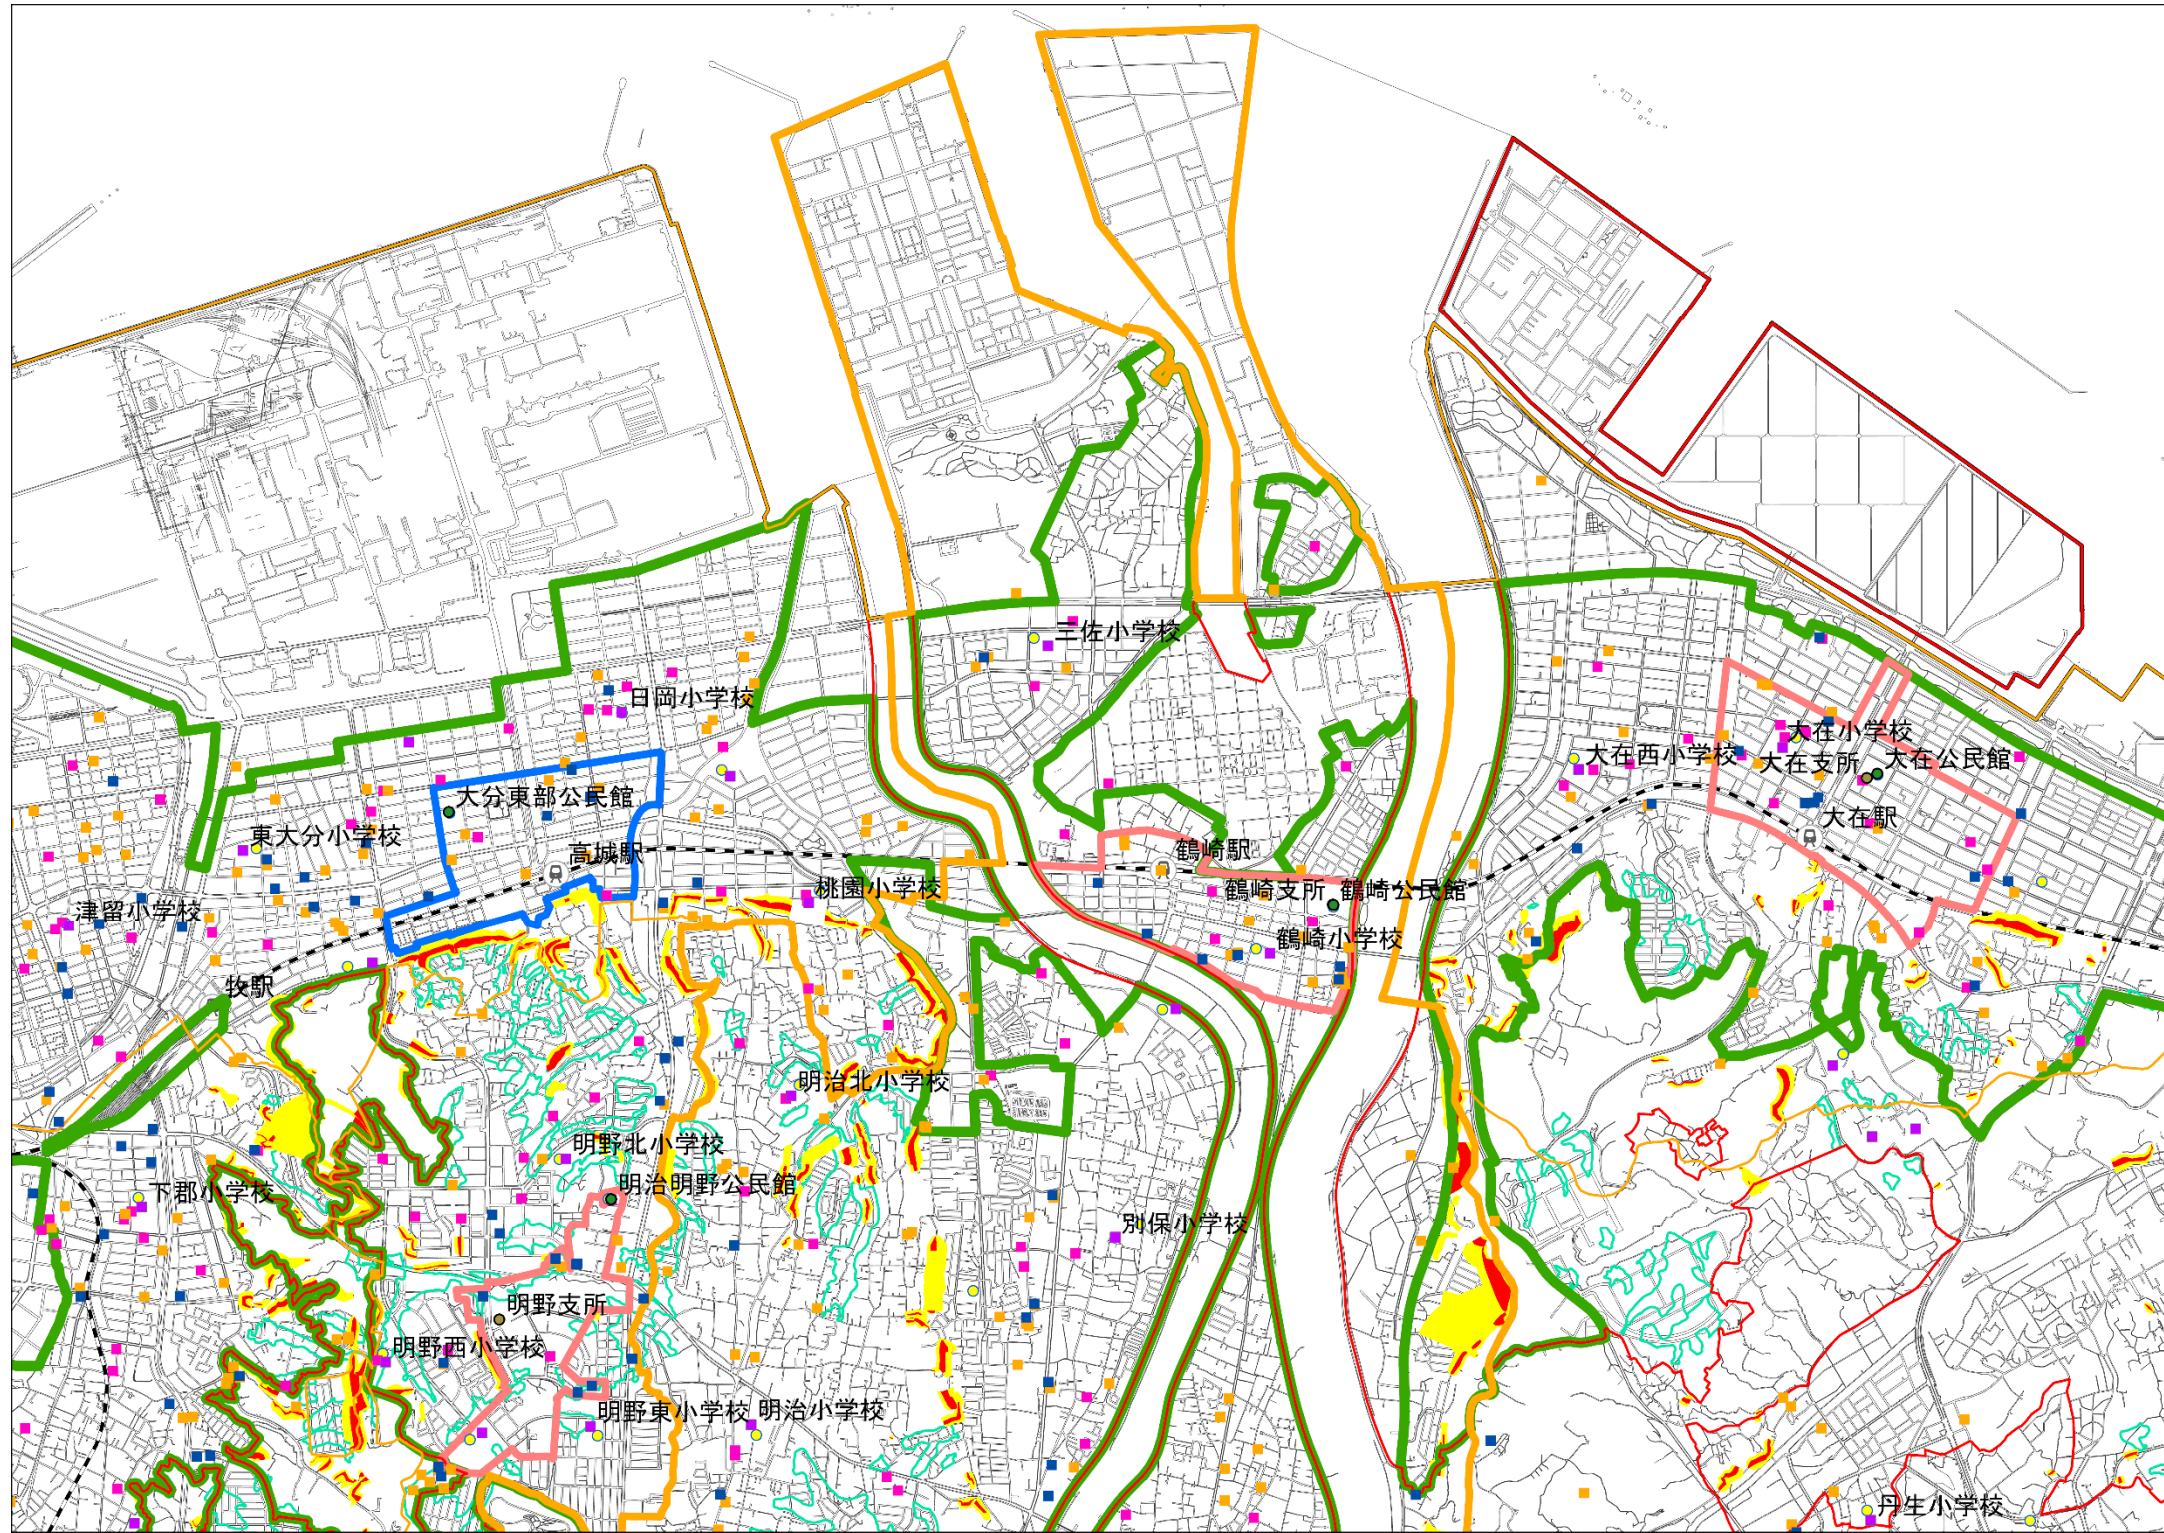 三佐小学校
日岡小学校
大在小学校
大在西小学校
大在支所
大在公民館
大分東部公民館
大在駅
東大分小学校
高城駅
鶴崎駅
桃園小学校
鶴崎支所
鶴崎公民館
津留小学校
鶴崎小学校
牧駅
明治北小学校
明野北小学校
明治明野公民館
下郡小学校
別保小学校
明野支所
明野西小学校
明野東小学校
明治小学校
丹生小学校